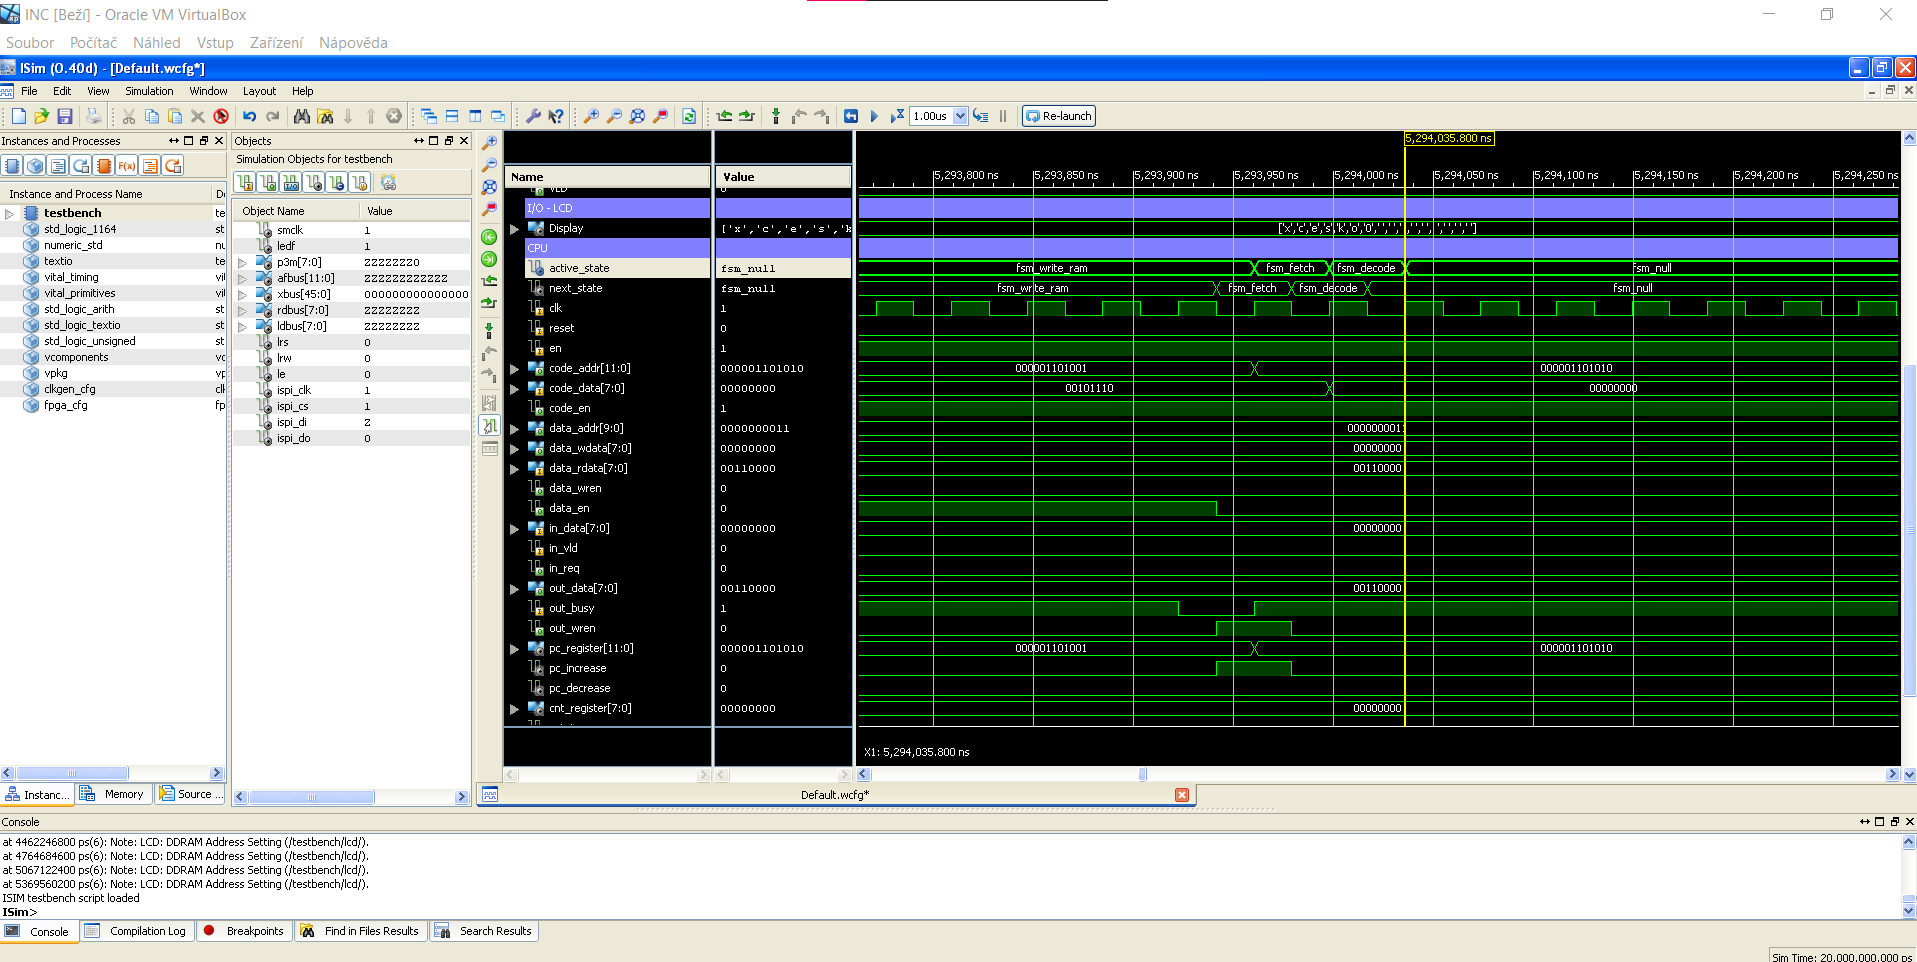 INC [Beží] - Oracle VM VirtualBox
Soubor Počítač Náhled Vstup Zařízení Nápověda
ISim (O.40d) - [Default.wcfg*]
File Edit View Simulation Window Layout Help
1.00us Re-launch
Instances and Processes
Instance and Process Name
testbench te
std_logic_1164 st
numeric_std nu
textio te
vital_timing vi
vital_primitives vi
std_logic_arith st
std_logic_textio st
std_logic_unsigned st
vcomponents vc
vpkg vp
clkgen_cfg cl
fpga_cfg fp
Instanc... Memory Source ...
Objects
Simulation Objects for testbench
Object Name Value
smclk 1
ledf 1
p3m[7:0] ZZZZZZZ0
afbus[11:0] ZZZZZZZZZZZZ
xbus[45:0] 000000000000000
rdbus[7:0] ZZZZZZZZ
ldbus[7:0] ZZZZZZZZ
lrs 0
lrw 0
le 0
ispi_clk 1
ispi_cs 1
ispi_di Z
ispi_do 0
5,294,035.800 ns
Name Value
5,293,800 ns 5,293,850 ns 5,293,900 ns 5,293,950 ns 5,294,000 ns 5,294,050 ns 5,294,100 ns 5,294,150 ns 5,294,200 ns 5,294,250 ns
I/O - LCD
Display ['x','c','e','s','k ['x','c','e','s','k','o','0',' ',' ',' ',' ',' ',' ',' ',' ',' ']
CPU
active_state fsm_null fsm_write_ram fsm_fetch fsm_decode fsm_null
next_state fsm_null fsm_write_ram fsm_fetch fsm_decode fsm_null
clk 1
reset 0
en 1
code_addr[11:0] 000001101010 000001101001 000001101010
code_data[7:0] 00000000 00101110 00000000
code_en 1
data_addr[9:0] 0000000011 0000000011
data_wdata[7:0] 00000000 00000000
data_rdata[7:0] 00110000 00110000
data_wren 0
data_en 0
in_data[7:0] 00000000 00000000
in_vld 0
in_req 0
out_data[7:0] 00110000 00110000
out_busy 1
out_wren 0
pc_register[11:0] 000001101010 000001101001 000001101010
pc_increase 0
pc_decrease 0
cnt_register[7:0] 00000000 00000000
X1: 5,294,035.800 ns
Default.wcfg*
Console
at 4462246800 ps(6): Note: LCD: DDRAM Address Setting (/testbench/lcd/).
at 4764684600 ps(6): Note: LCD: DDRAM Address Setting (/testbench/lcd/).
at 5067122400 ps(6): Note: LCD: DDRAM Address Setting (/testbench/lcd/).
at 5369560200 ps(6): Note: LCD: DDRAM Address Setting (/testbench/lcd/).
ISIM testbench script loaded
ISim>
Console Compilation Log Breakpoints Find in Files Results Search Results
Sim Time: 20,000,000,000 ps